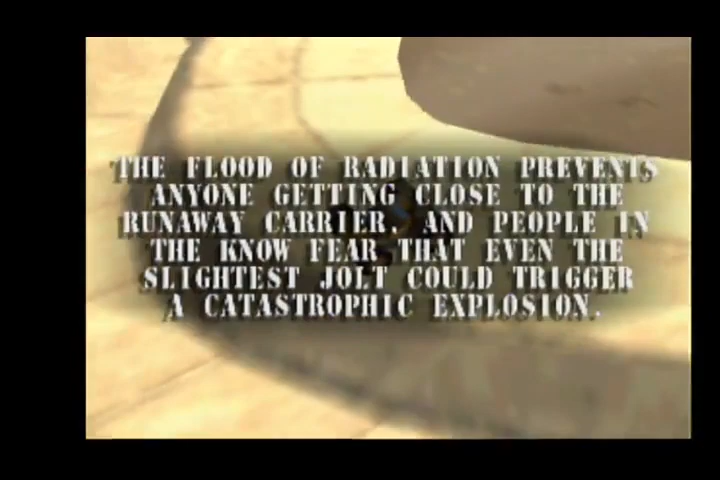 THE FLOOD OF RADIATION PREVENTS
ANYONE GETTING CLOSE TO THE
RUNAWAY CARRIER, AND PEOPLE IN
THE KNOW FEAR THAT EVEN THE
SLIGHTEST JOLT COULD TRIGGER
A CATASTROPHIC EXPLOSION.